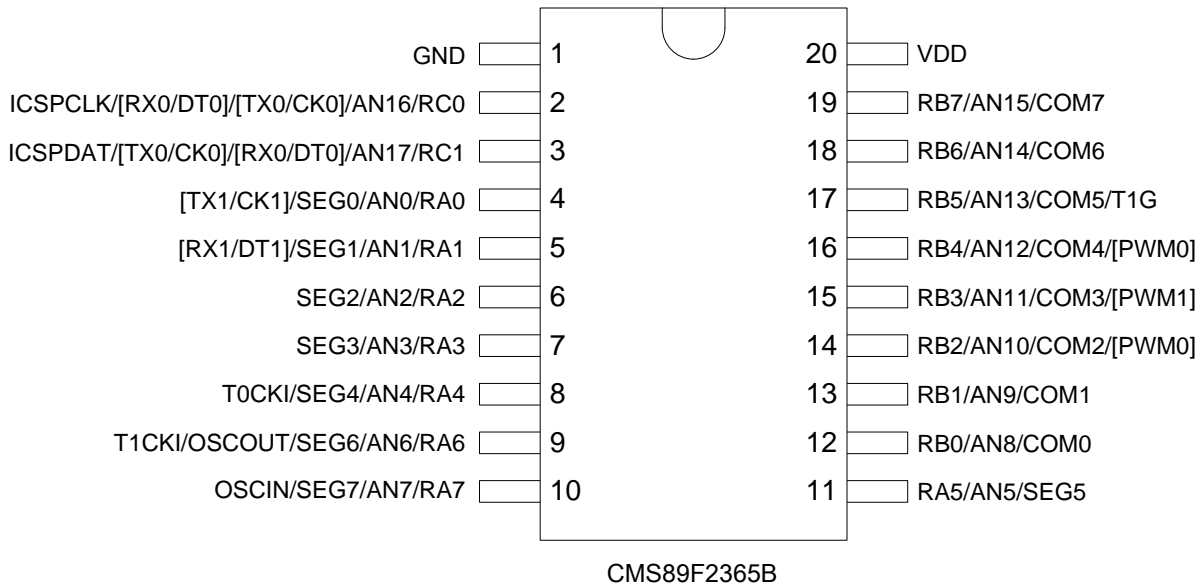 GND 1 20 VDD
ICSPCLK/[RX0/DT0]/[TX0/CK0]/AN16/RC0 2 19 RB7/AN15/COM7
ICSPDAT/[TX0/CK0]/[RX0/DT0]/AN17/RC1 3 18 RB6/AN14/COM6
[TX1/CK1]/SEG0/AN0/RA0 4 17 RB5/AN13/COM5/T1G
[RX1/DT1]/SEG1/AN1/RA1 5 16 RB4/AN12/COM4/[PWM0]
SEG2/AN2/RA2 6 15 RB3/AN11/COM3/[PWM1]
SEG3/AN3/RA3 7 14 RB2/AN10/COM2/[PWM0]
T0CKI/SEG4/AN4/RA4 8 13 RB1/AN9/COM1
T1CKI/OSCOUT/SEG6/AN6/RA6 9 12 RB0/AN8/COM0
OSCIN/SEG7/AN7/RA7 10 11 RA5/AN5/SEG5
CMS89F2365B